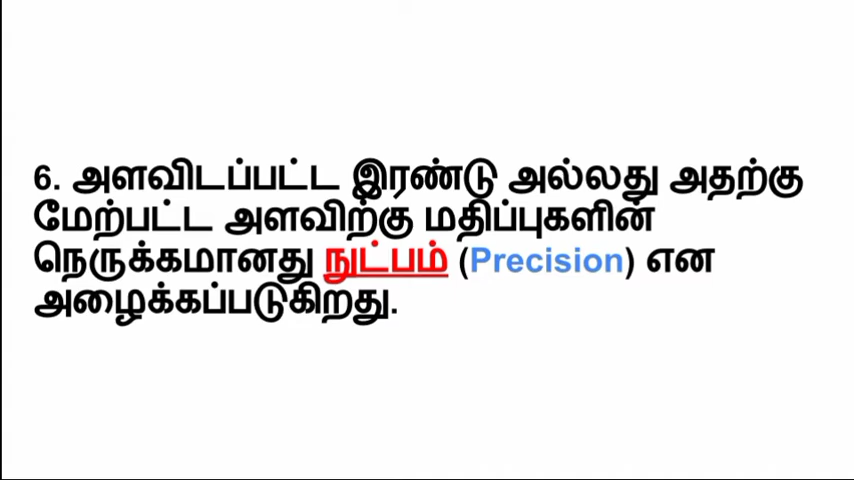 6. அளவிடப்பட்ட இரண்டு அல்லது அதற்கு
மேற்பட்ட அளவிற்கு மதிப்புகளின்
நெருக்கமானது நுட்பம் (Precision) என
அழைக்கப்படுகிறது.